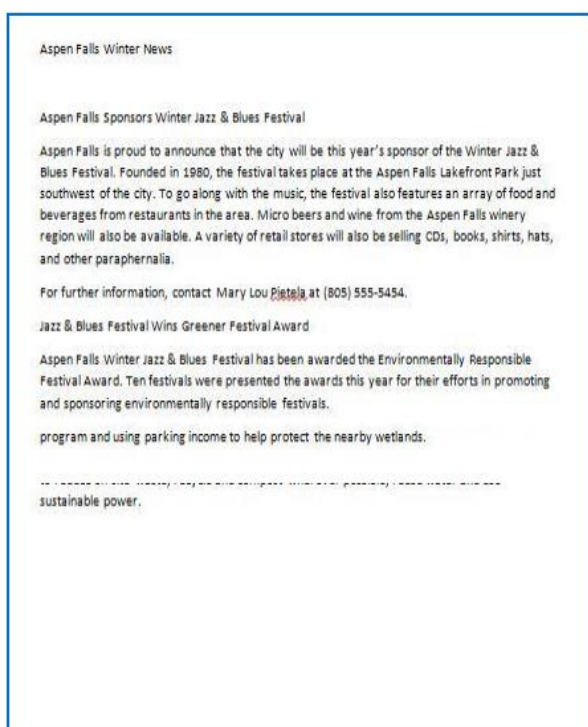 Aspen Falls Winter News
Aspen Falls Sponsors Winter Jazz & Blues Festival
Aspen Falls is proud to announce that the city will be this year's sponsor of the Winter Jazz &
Blues Festival. Founded in 1980, the festival takes place at the Aspen Falls Lakefront Park just
southwest of the city. To go along with the music, the festival also features an array of food and
beverages from restaurants in the area. Micro beers and wine from the Aspen Falls winery
region will also be available. A variety of retail stores will also be selling CDs, books, shirts, hats,
and other paraphernalia.
For further information, contact Mary Lou Pietela at (805) 555-5454.
Jazz & Blues Festival Wins Greener Festival Award
Aspen Falls Winter Jazz & Blues Festival has been awarded the Environmentally Responsible
Festival Award. Ten festivals were presented the awards this year for their efforts in promoting
and sponsoring environmentally responsible festivals.
program and using parking income to help protect the nearby wetlands.
sustainable power.